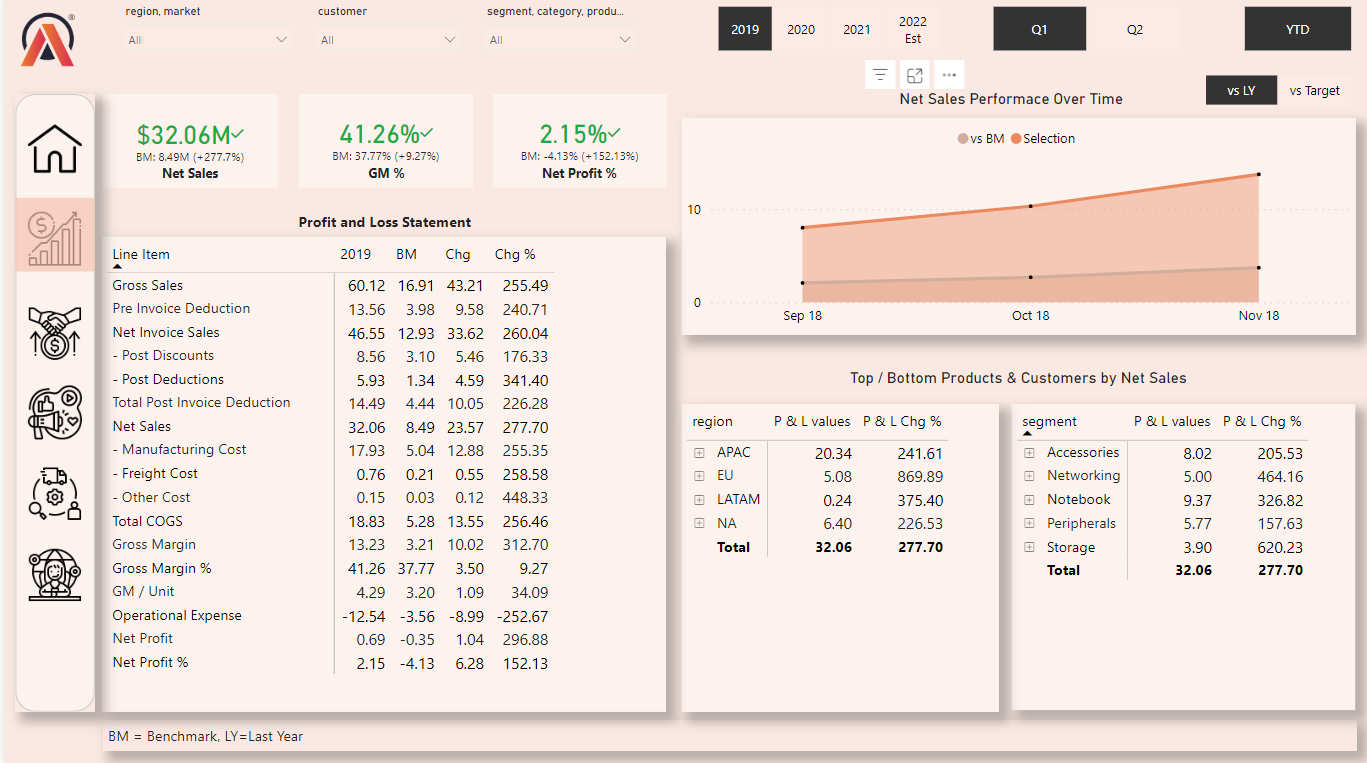 region, market
customer
segment, category, produ...
All
All
All
2019
2020
2021
2022
Est
Q1
Q2
YTD
vs LY
vs Target
$32.06M
BM: 8.49M (+277.7%)
Net Sales
41.26%
BM: 37.77% (+9.27%)
GM %
2.15%
BM: -4.13% (+152.13%)
Net Profit %
Net Sales Performace Over Time
vs BM Selection
10
0
Sep 18 Oct 18 Nov 18
Profit and Loss Statement
Line Item 2019 BM Chg Chg %
Gross Sales 60.12 16.91 43.21 255.49
Pre Invoice Deduction 13.56 3.98 9.58 240.71
Net Invoice Sales 46.55 12.93 33.62 260.04
- Post Discounts 8.56 3.10 5.46 176.33
- Post Deductions 5.93 1.34 4.59 341.40
Total Post Invoice Deduction 14.49 4.44 10.05 226.28
Net Sales 32.06 8.49 23.57 277.70
- Manufacturing Cost 17.93 5.04 12.88 255.35
- Freight Cost 0.76 0.21 0.55 258.58
- Other Cost 0.15 0.03 0.12 448.33
Total COGS 18.83 5.28 13.55 256.46
Gross Margin 13.23 3.21 10.02 312.70
Gross Margin % 41.26 37.77 3.50 9.27
GM / Unit 4.29 3.20 1.09 34.09
Operational Expense -12.54 -3.56 -8.99 -252.67
Net Profit 0.69 -0.35 1.04 296.88
Net Profit % 2.15 -4.13 6.28 152.13
Top / Bottom Products & Customers by Net Sales
region P & L values P & L Chg %
APAC 20.34 241.61
EU 5.08 869.89
LATAM 0.24 375.40
NA 6.40 226.53
Total 32.06 277.70
segment P & L values P & L Chg %
Accessories 8.02 205.53
Networking 5.00 464.16
Notebook 9.37 326.82
Peripherals 5.77 157.63
Storage 3.90 620.23
Total 32.06 277.70
BM = Benchmark, LY=Last Year